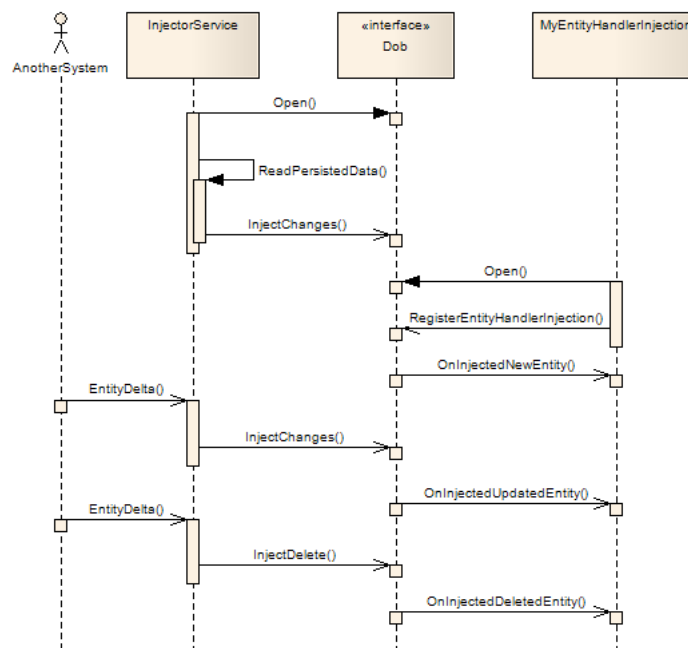 InjectorService
«interface»
Dob
MyEntityHandlerInjection
AnotherSystem
Open()
ReadPersistedData()
InjectChanges()
Open()
RegisterEntityHandlerInjection()
OnInjectedNewEntity()
EntityDelta()
InjectChanges()
OnInjectedUpdatedEntity()
EntityDelta()
InjectDelete()
OnInjectedDeletedEntity()